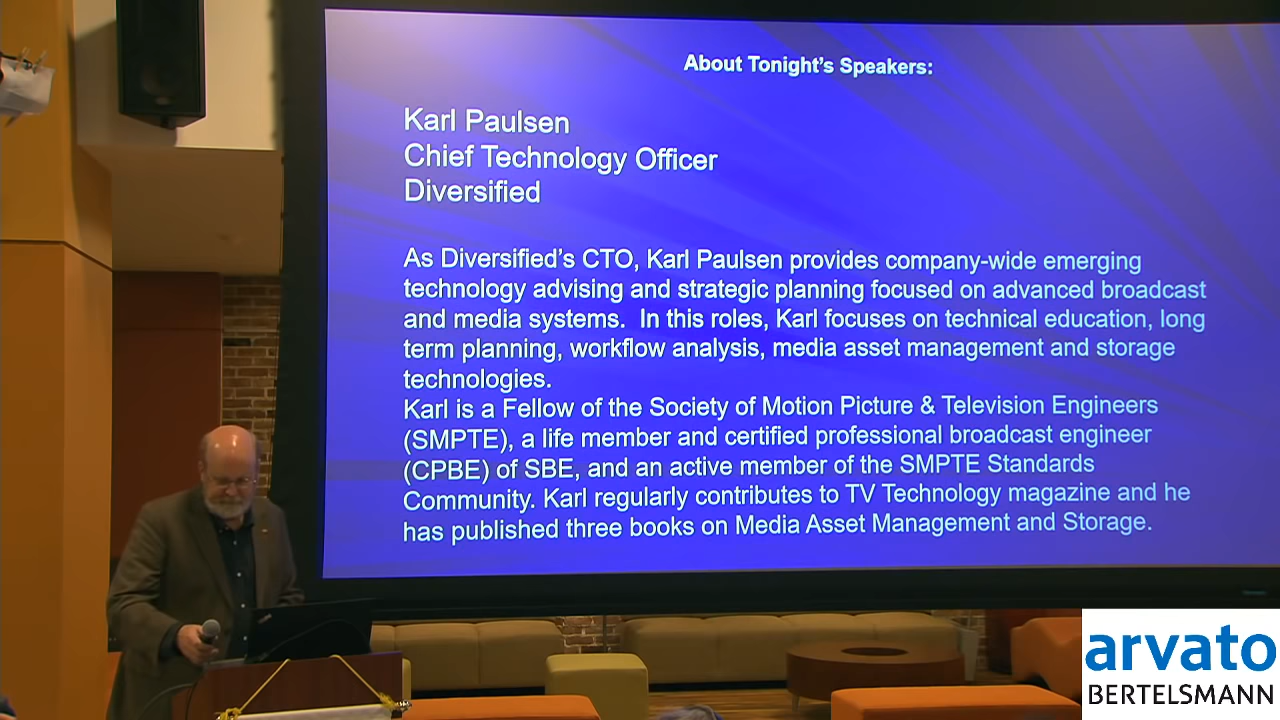 About Tonight's Speakers:
Karl Paulsen
Chief Technology Officer
Diversified
As Diversified's CTO, Karl Paulsen provides company-wide emerging
technology advising and strategic planning focused on advanced broadcast
and media systems.  In this roles, Karl focuses on technical education, long
term planning, workflow analysis, media asset management and storage
technologies.
Karl is a Fellow of the Society of Motion Picture & Television Engineers
(SMPTE), a life member and certified professional broadcast engineer
(CPBE) of SBE, and an active member of the SMPTE Standards
Community. Karl regularly contributes to TV Technology magazine and he
has published three books on Media Asset Management and Storage.
arvato
BERTELSMANN